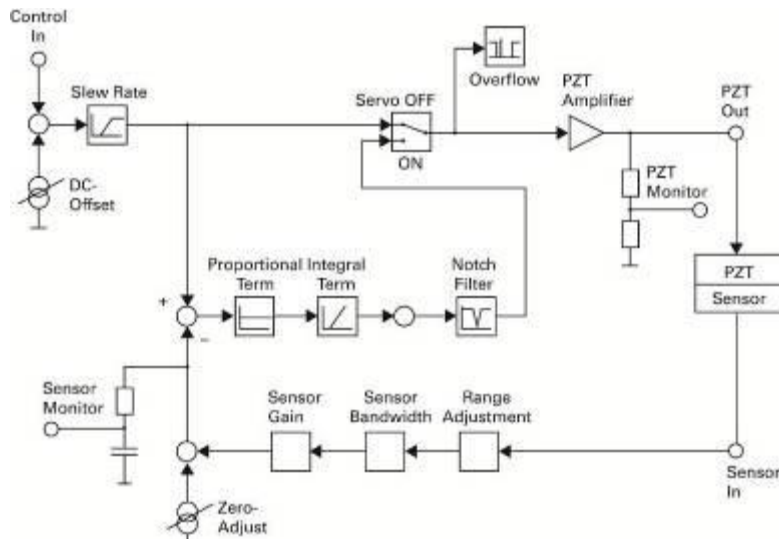 Control
In
Slew Rate
DC-
Offset
Servo OFF
ON
Overflow
PZT
Amplifier
PZT
Out
PZT
Monitor
PZT
Sensor
Proportional Integral
Term Term
Notch
Filter
+
-
Sensor
Monitor
Sensor
Gain
Sensor
Bandwidth
Range
Adjustment
Sensor
In
Zero-
Adjust